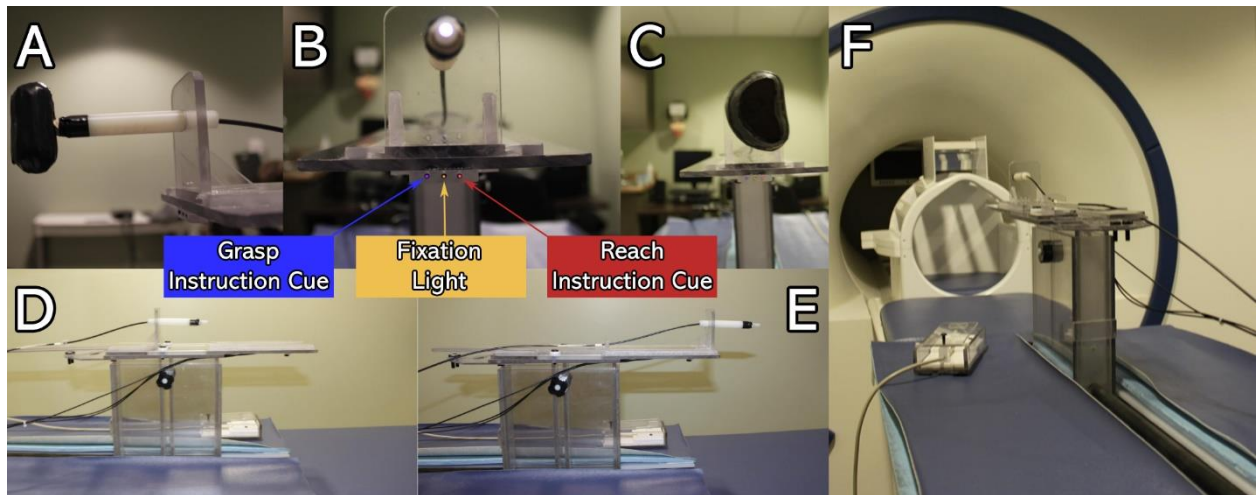 A
B
C
F
Grasp
Instruction Cue
Fixation
Light
Reach
Instruction Cue
D
E